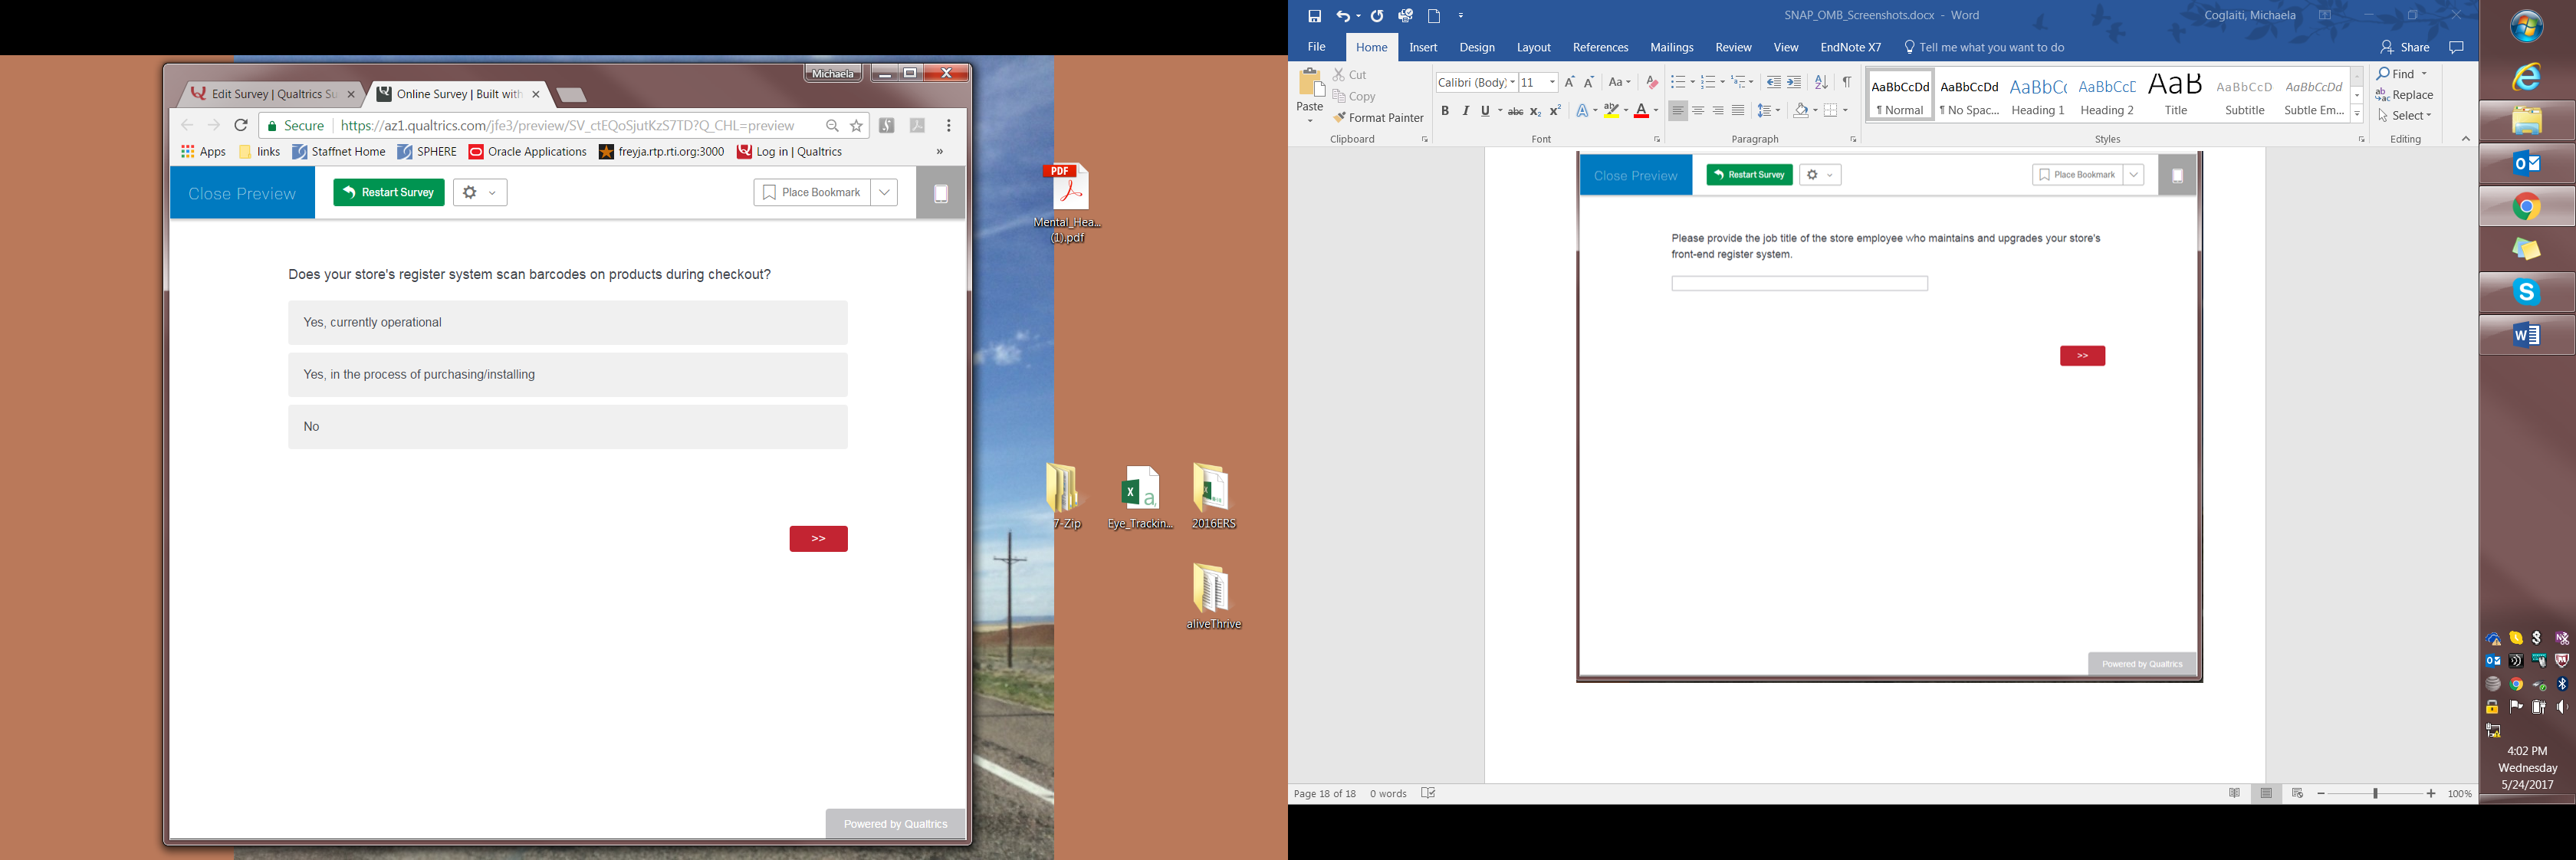 Michaela
Edit Survey | Qualtrics Su
Online Survey | Built with
Secure
https://az1.qualtrics.com/jfe3/preview/SV_ctEQoSjutKzS7TD?Q_CHL=preview
Apps
links
Staffnet Home
SPHERE
Oracle Applications
freyja.rtp.rti.org:3000
Log in | Qualtrics
»
Close Preview
Restart Survey
Place Bookmark
Does your store's register system scan barcodes on products during checkout?
Yes, currently operational
Yes, in the process of purchasing/installing
No
>>
Powered by Qualtrics
PDF
Mental_Hea...
(1).pdf
7-Zip
Eye_Trackin...
2016ERS
aliveThrive
SNAP_OMB_Screenshots.docx - Word
Coglaiti, Michaela
File
Home
Insert
Design
Layout
References
Mailings
Review
View
EndNote X7
Tell me what you want to do
Share
Paste
Cut
Copy
Format Painter
Clipboard
Calibri (Body)
11
Aa
B I U abc x₂ x²
Font
Paragraph
AaBbCcDd
¶ Normal
AaBbCcDd
¶ No Spac...
AaBbC
Heading 1
AaBbCcD
Heading 2
AaB
Title
AaBbCcD
Subtitle
AaBbCcDd
Subtle Em...
Styles
Find
Replace
Select
Editing
Close Preview
Restart Survey
Place Bookmark
Please provide the job title of the store employee who maintains and upgrades your store's
front-end register system.
>>
Powered by Qualtrics
Page 18 of 18
0 words
100%
4:02 PM
Wednesday
5/24/2017